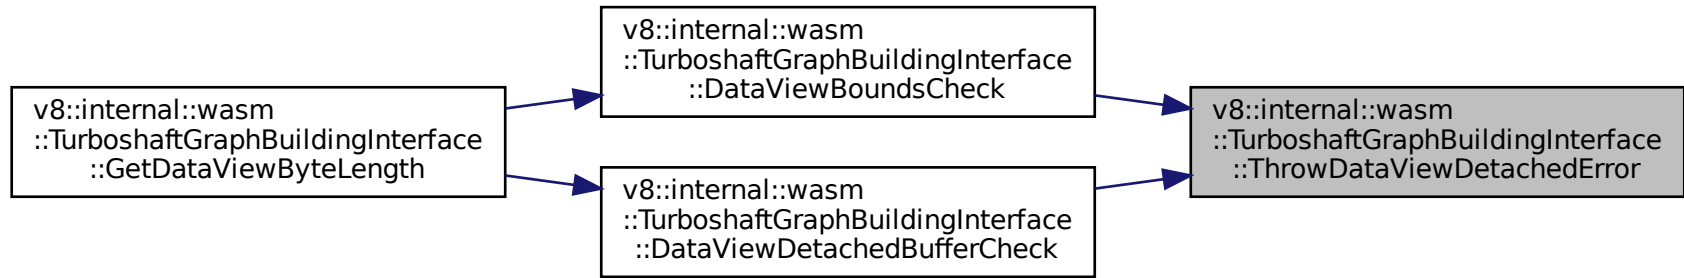 v8::internal::wasm
::TurboshaftGraphBuildingInterface
::GetDataViewByteLength
v8::internal::wasm
::TurboshaftGraphBuildingInterface
::DataViewBoundsCheck
v8::internal::wasm
::TurboshaftGraphBuildingInterface
::DataViewDetachedBufferCheck
v8::internal::wasm
::TurboshaftGraphBuildingInterface
::ThrowDataViewDetachedError